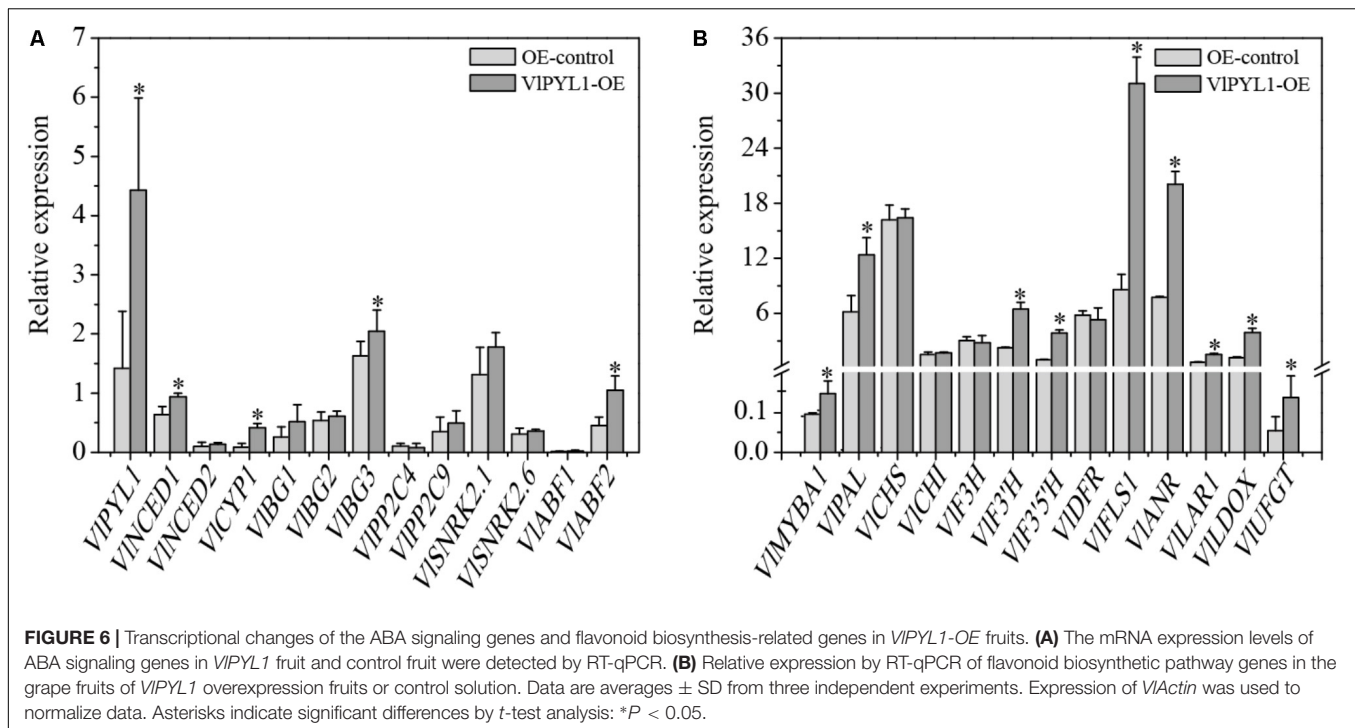 A
7
6
5
4
3
2
1
0
Relative expression
OE-control
VlPYL1-OE
*
*
*
*
*
VlPYL1
VlNCED1
VlNCED2
VlCYP1
VlBG1
VlBG2
VlBG3
VlPP2C4
VlPP2C9
VlSNRK2.1
VlSNRK2.6
VlABF1
VlABF2
B
36
30
24
18
12
6
0.1
0.0
Relative expression
OE-control
VlPYL1-OE
*
*
*
*
*
*
*
*
*
VlMYBA1
VlPAL
VlCHS
VlCHI
VlF3H
VlF3'H
VlF3'5'H
VlDFR
VlFLS1
VlANR
VlLAR1
VlLDOX
VlUFGT
FIGURE 6 | Transcriptional changes of the ABA signaling genes and flavonoid biosynthesis-related genes in VlPYL1-OE fruits. (A) The mRNA expression levels of
ABA signaling genes in VlPYL1 fruit and control fruit were detected by RT-qPCR. (B) Relative expression by RT-qPCR of flavonoid biosynthetic pathway genes in the
grape fruits of VlPYL1 overexpression fruits or control solution. Data are averages ± SD from three independent experiments. Expression of VlActin was used to
normalize data. Asterisks indicate significant differences by t-test analysis: *P < 0.05.